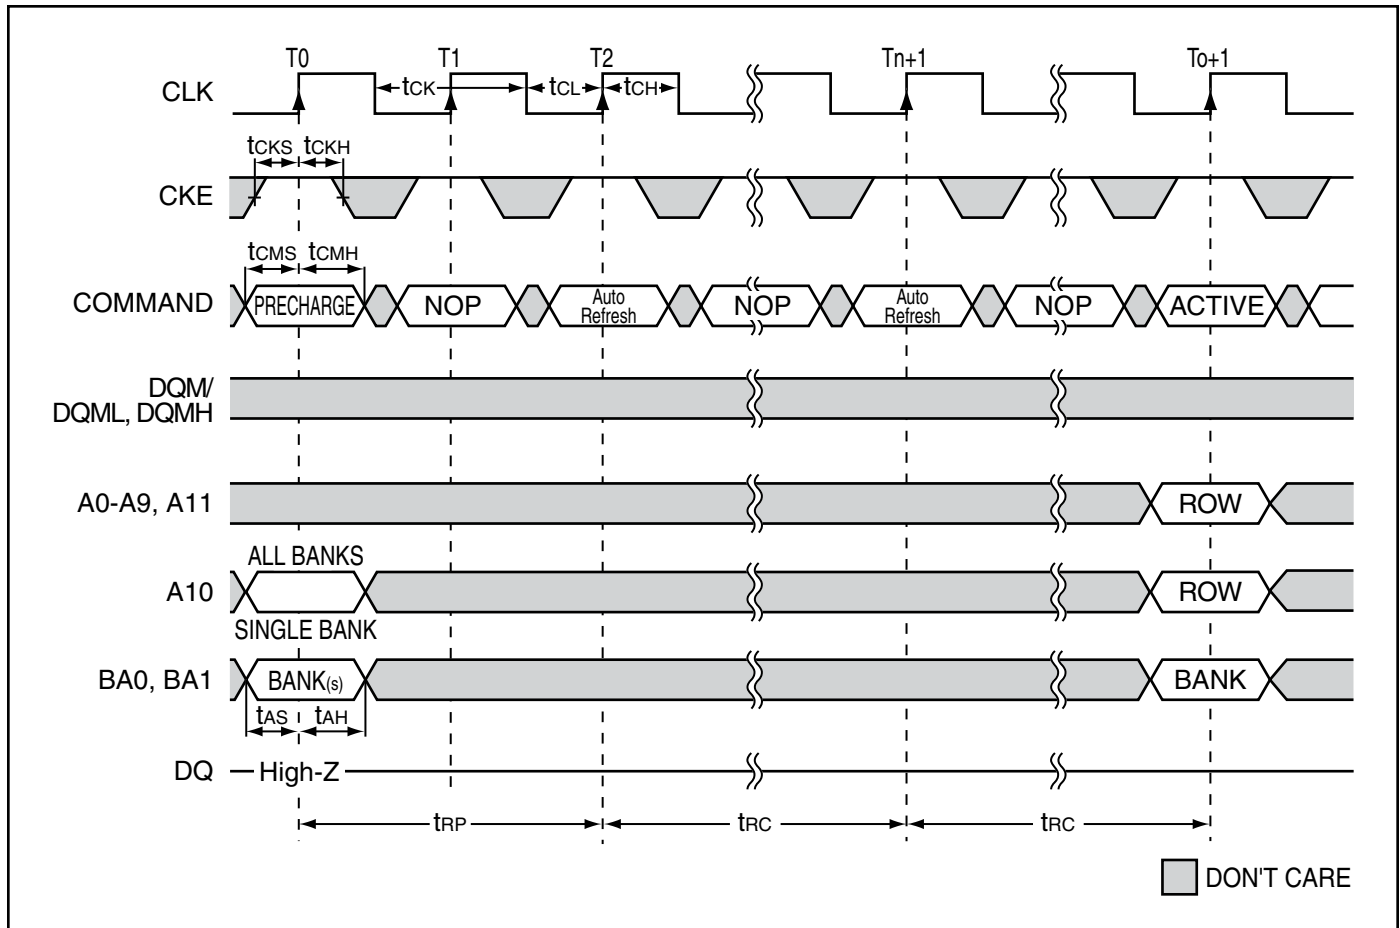 T0 T1 T2 Tn+1 To+1
CLK
tCK tCL tCH
tCKS tCKH
CKE
tCMS tCMH
COMMAND PRECHARGE NOP Auto Refresh NOP Auto Refresh NOP ACTIVE
DQM/
DQML, DQMH
A0-A9, A11 ROW
ALL BANKS
A10 ROW
SINGLE BANK
BA0, BA1 BANK(s) BANK
tAS tAH
DQ High-Z
tRP tRC tRC
DON'T CARE